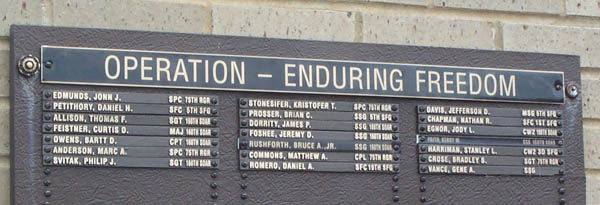 OPERATION – ENDURING FREEDOM
EDMUNDS, JOHN J. SPC 75TH RGR
PETITHORY, DANIEL H. SFC 5TH SFG
ALLISON, THOMAS F. SGT 160TH SOAR
FEISTNER, CURTIS D. MAJ 160TH SOAR
OWENS, BARTT D. CPT 160TH SOAR
ANDERSON, MARC A. SPC 75TH RGR
SVITAK, PHILIP J. SGT 160TH SOAR
STONESIFER, KRISTOFER T. SPC 75TH RGR
PROSSER, BRIAN C. SSG 5TH SFG
DORRITY, JAMES P. SSG 160TH SOAR
FOSHEE, JEREMY D. SSG 160TH SOAR
RUSHFORTH, BRUCE A., JR. SSG 160TH SOAR
COMMONS, MATTHEW A. CPL 75TH RGR
ROMERO, DANIEL A. SFC 19TH SFG
DAVIS, JEFFERSON D. MSG 5TH SFG
CHAPMAN, NATHAN R. SFC 1ST SFG
EGNOR, JODY L. CW2 160TH SOAR
SSG 160TH SOAR
HARRIMAN, STANLEY L. CW2 3D SFG
CROSE, BRADLEY S. SGT 75TH RGR
VANCE, GENE A. SSG